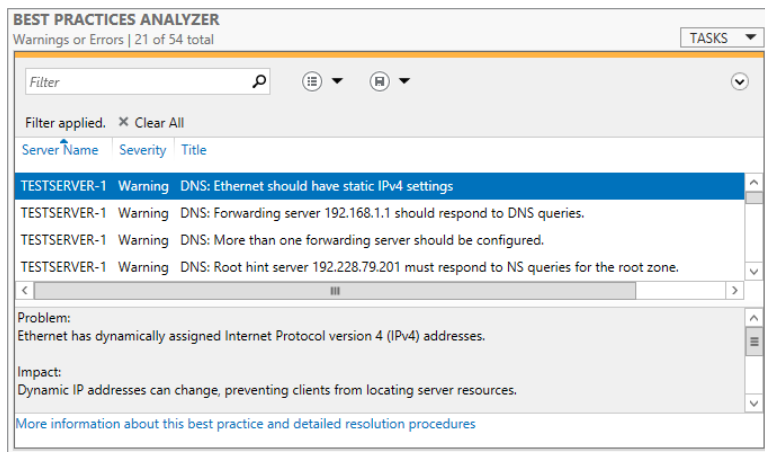 BEST PRACTICES ANALYZER
Warnings or Errors | 21 of 54 total
TASKS
Filter
Filter applied. Clear All
Server Name Severity Title
TESTSERVER-1 Warning DNS: Ethernet should have static IPv4 settings
TESTSERVER-1 Warning DNS: Forwarding server 192.168.1.1 should respond to DNS queries.
TESTSERVER-1 Warning DNS: More than one forwarding server should be configured.
TESTSERVER-1 Warning DNS: Root hint server 192.228.79.201 must respond to NS queries for the root zone.
Problem:
Ethernet has dynamically assigned Internet Protocol version 4 (IPv4) addresses.
Impact:
Dynamic IP addresses can change, preventing clients from locating server resources.
More information about this best practice and detailed resolution procedures